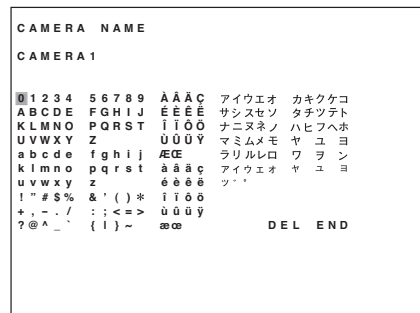 CAMERA NAME
CAMERA1
0 1 2 3 4 5 6 7 8 9 À Â Ä Ç アイウエオ カキクケコ
A B C D E F G H I J É È Ê Ë サシスセソ タチツテト
K L M N O P Q R S T Î Ï Ô Ö ナニヌネノ ハヒフヘホ
U V W X Y Z Ù Û Ü Ÿ マミムメモ ヤ ユ ヨ
a b c d e f g h i j Æ Œ ラリルレロ ワ ヲ ン
k l m n o p q r s t à â ä ç ァィゥェォ ャ ュ ョ
u v w x y z é è ê ë ッ ゛ ゜
! " # $ % & ' ( ) * î ï ô ö
+ , - . / : ; < = > ù û ü ÿ
? @ ^ _ ` { | } ~ æ œ DEL END